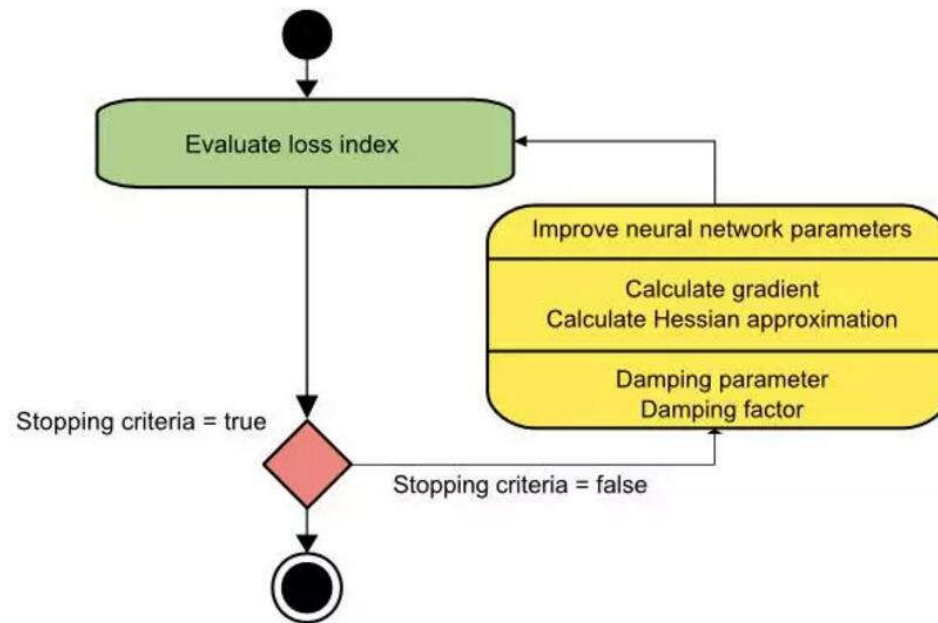 Evaluate loss index
Improve neural network parameters
Calculate gradient
Calculate Hessian approximation
Damping parameter
Damping factor
Stopping criteria = true
Stopping criteria = false